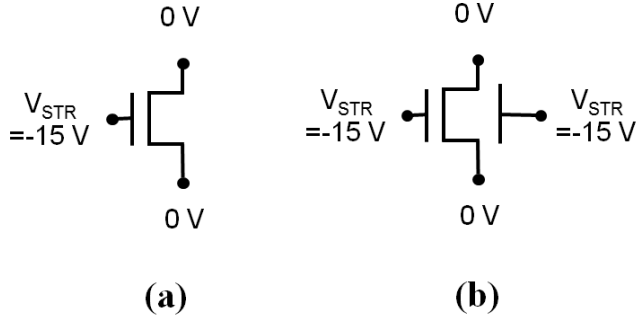 0 V
V_STR
=-15 V
0 V
(a)
0 V
V_STR
=-15 V
V_STR
=-15 V
0 V
(b)